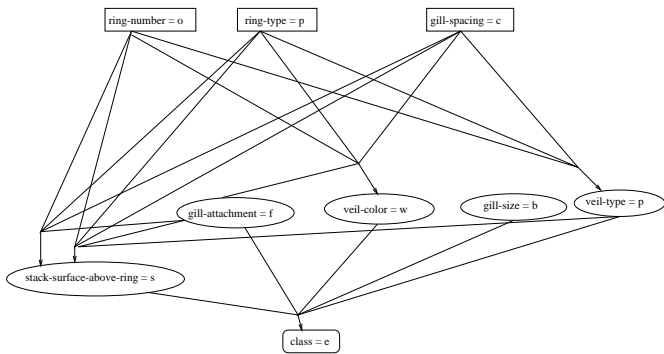 ring-number = o
ring-type = p
gill-spacing = c
gill-attachment = f
veil-color = w
gill-size = b
veil-type = p
stack-surface-above-ring = s
class = e